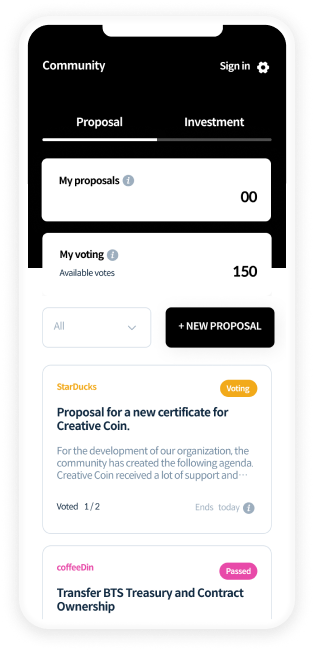 Community
Sign in
Proposal
Investment
My proposals i
00
My voting i
Available votes
150
All
+ NEW PROPOSAL
StarDucks
Voting
Proposal for a new certificate for
Creative Coin.
For the development of our organization, the
community has created the following agenda.
Creative Coin received a lot of support and···
Voted 1 / 2
Ends today i
coffeeDin
Passed
Transfer BTS Treasury and Contract
Ownership